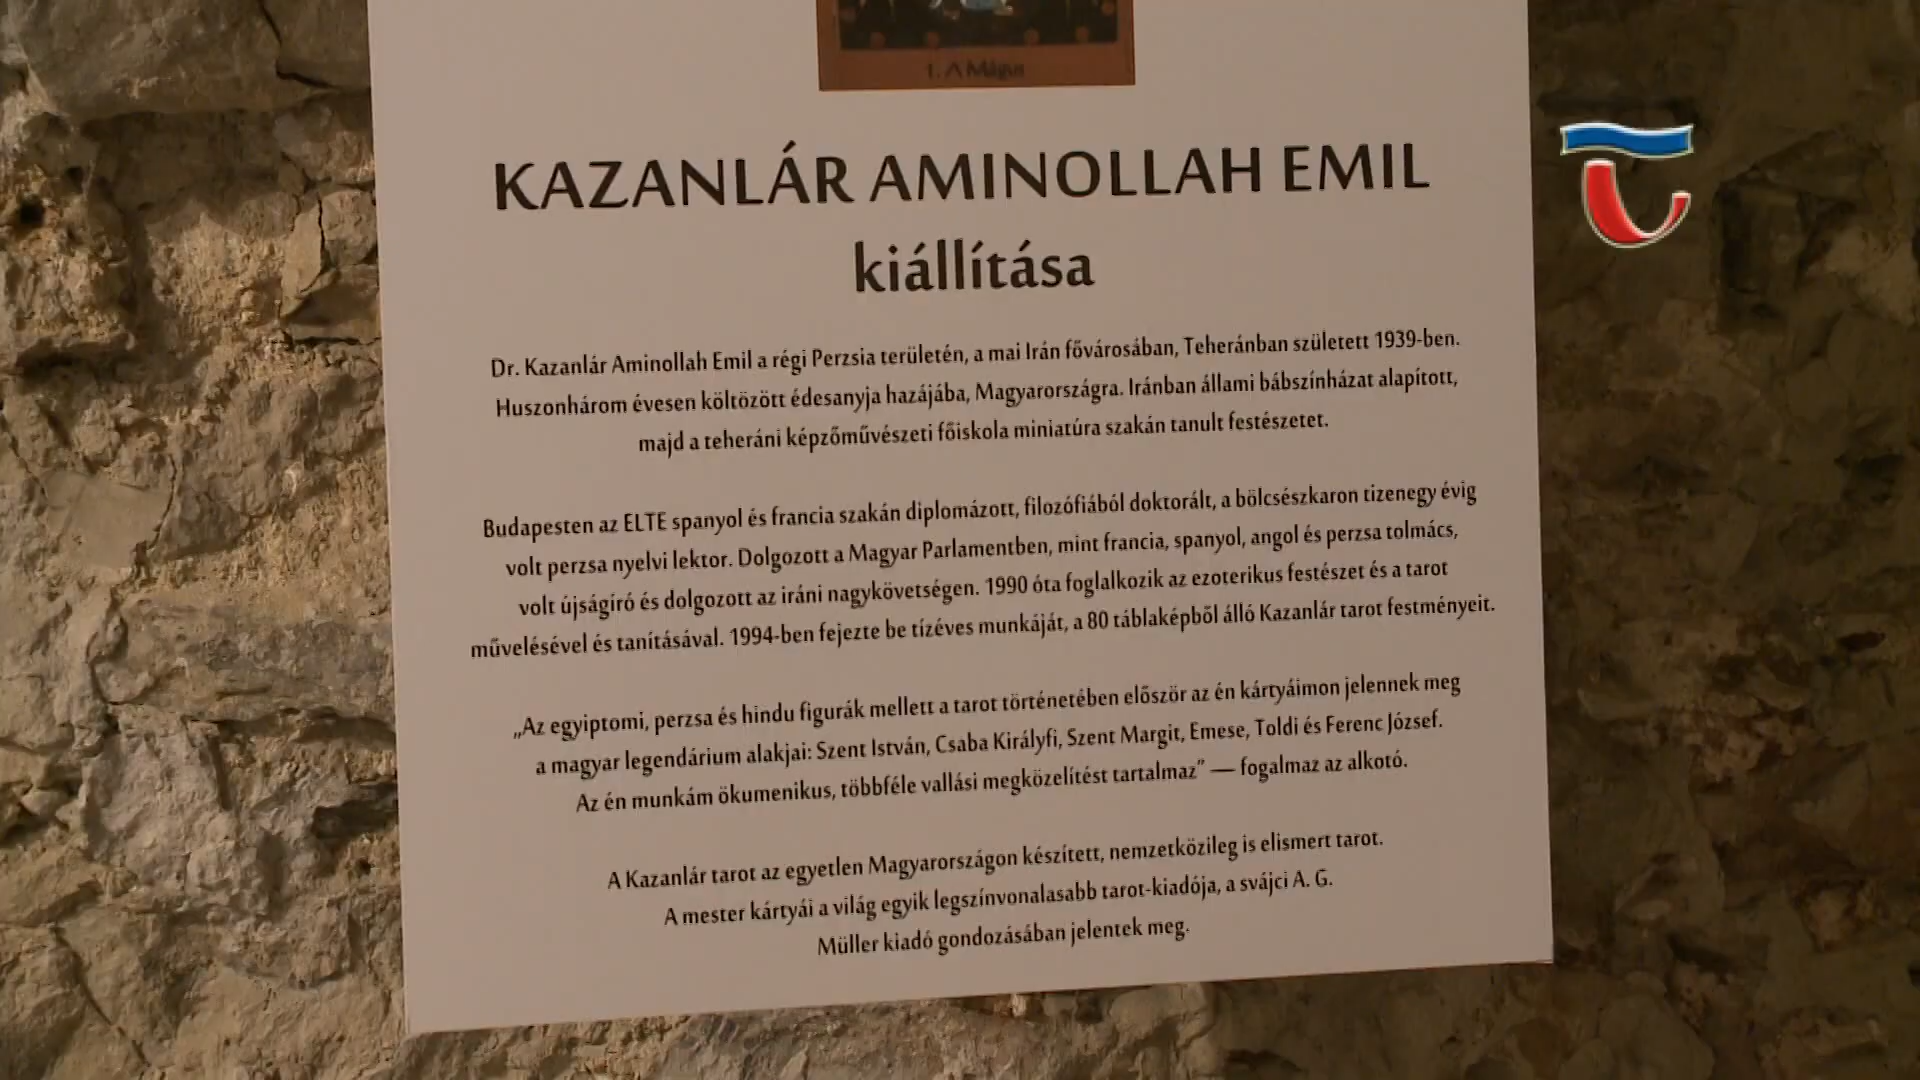 1. A Mágus
KAZANLÁR AMINOLLAH EMIL
kiállítása
Dr. Kazanlár Aminollah Emil a régi Perzsia területén, a mai Irán fővárosában, Teheránban született 1939-ben.
Huszonhárom évesen költözött édesanyja hazájába, Magyarországra. Iránban állami bábszínházat alapított,
majd a teheráni képzőművészeti főiskola miniatúra szakán tanult festészetet.
Budapesten az ELTE spanyol és francia szakán diplomázott, filozófiából doktorált, a bölcsészkaron tizenegy évig
volt perzsa nyelvi lektor. Dolgozott a Magyar Parlamentben, mint francia, spanyol, angol és perzsa tolmács,
volt újságíró és dolgozott az iráni nagykövetségen. 1990 óta foglalkozik az ezoterikus festészet és a tarot
művelésével és tanításával. 1994-ben fejezte be tízéves munkáját, a 80 táblaképből álló Kazanlár tarot festményeit.
„Az egyiptomi, perzsa és hindu figurák mellett a tarot történetében először az én kártyáimon jelennek meg
a magyar legendárium alakjai: Szent István, Csaba Királyfi, Szent Margit, Emese, Toldi és Ferenc József.
Az én munkám ökumenikus, többféle vallási megközelítést tartalmaz” — fogalmaz az alkotó.
A Kazanlár tarot az egyetlen Magyarországon készített, nemzetközileg is elismert tarot.
A mester kártyái a világ egyik legszínvonalasabb tarot-kiadója, a svájci A. G.
Müller kiadó gondozásában jelentek meg.